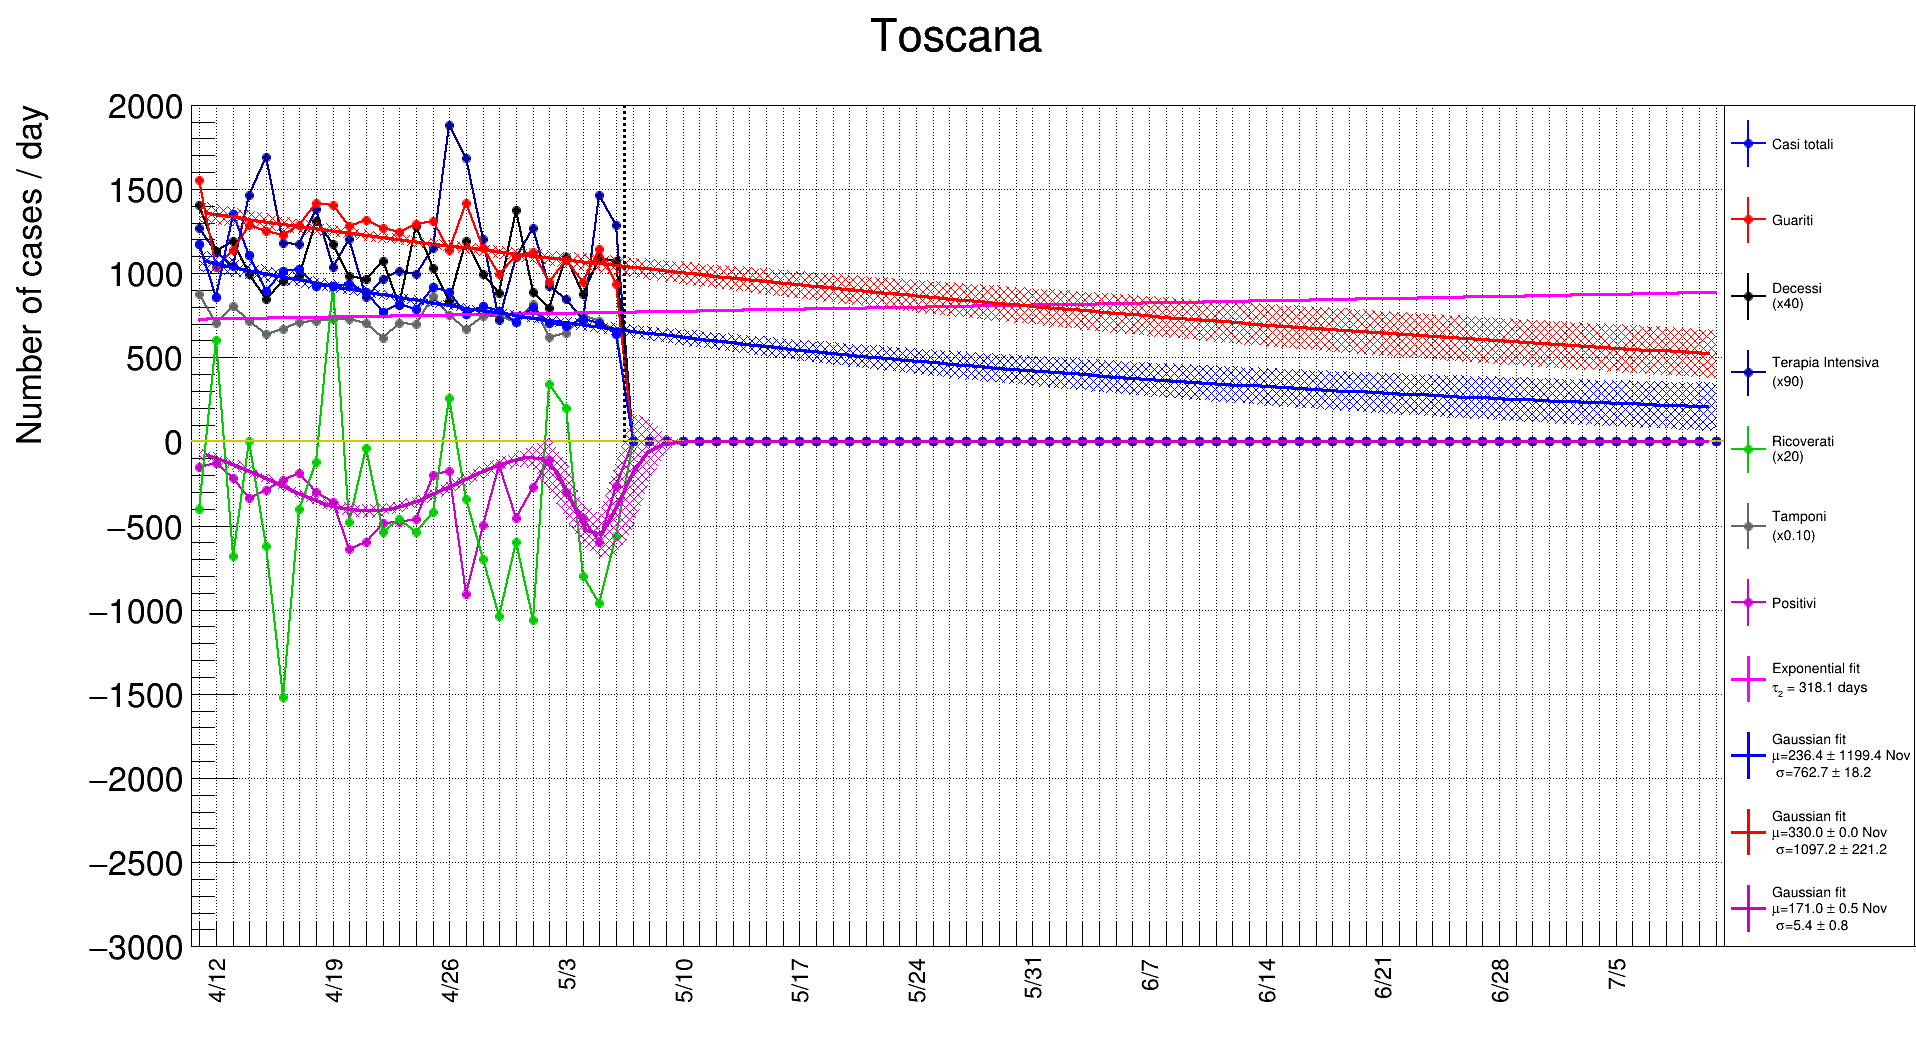 Toscana
Number of cases / day
2000
1500
1000
500
0
−500
−1000
−1500
−2000
−2500
−3000
4/12
4/19
4/26
5/3
5/10
5/17
5/24
5/31
6/7
6/14
6/21
6/28
7/5
Casi totali
Guariti
Decessi
(x40)
Terapia Intensiva
(x90)
Ricoverati
(x20)
Tamponi
(x0.10)
Positivi
Exponential fit
τ2 = 318.1 days
Gaussian fit
μ=236.4 ± 1199.4 Nov
σ=762.7 ± 18.2
Gaussian fit
μ=330.0 ± 0.0 Nov
σ=1097.2 ± 221.2
Gaussian fit
μ=171.0 ± 0.5 Nov
σ=5.4 ± 0.8